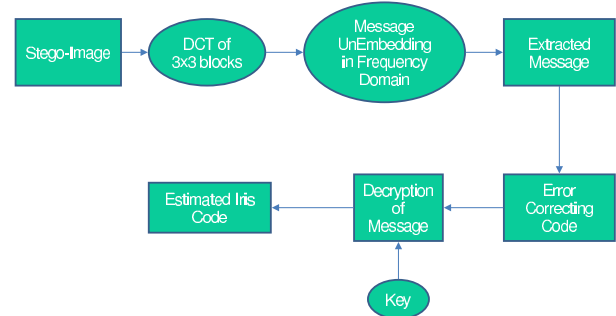 Stego-Image
DCT of
3x3 blocks
Message
UnEmbedding
in Frequency
Domain
Extracted
Message
Error
Correcting
Code
Decryption
of
Message
Estimated Iris
Code
Key